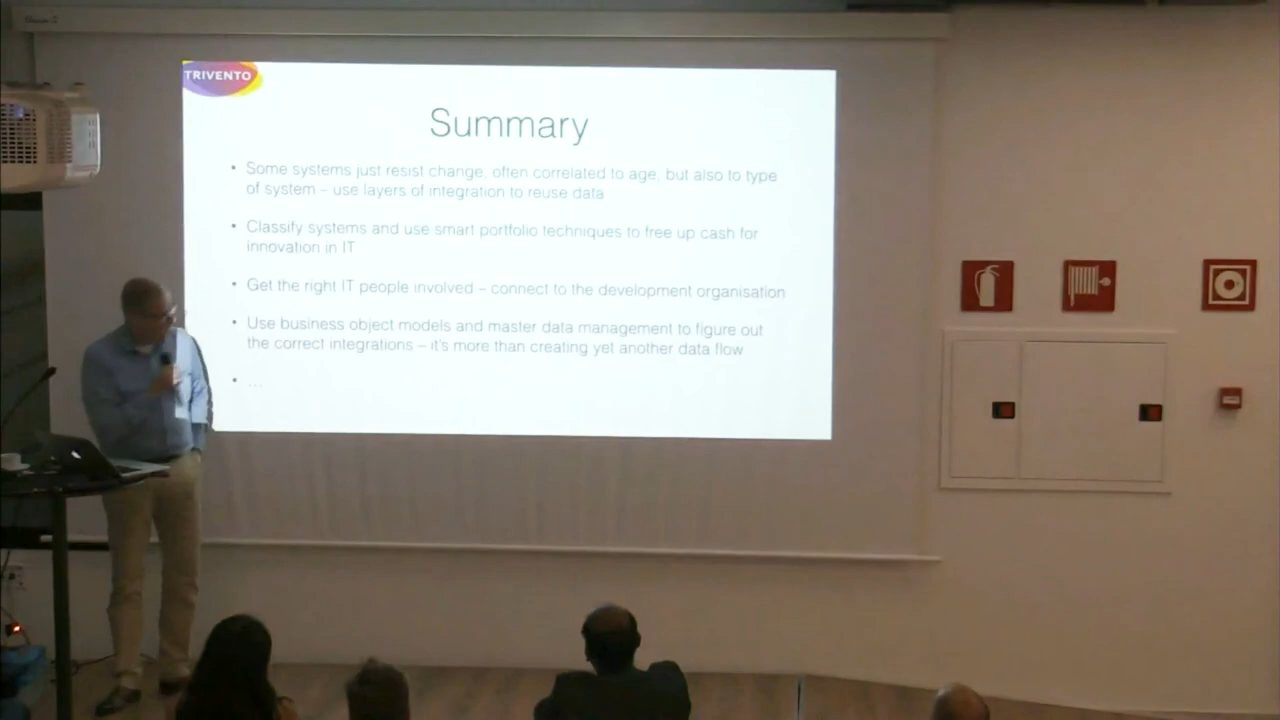 TRIVENTO
Summary
• Some systems just resist change, often correlated to age, but also to type
of system – use layers of integration to reuse data
• Classify systems and use smart portfolio techniques to free up cash for
innovation in IT
• Get the right IT people involved – connect to the development organisation
• Use business object models and master data management to figure out
the correct integrations – it's more than creating yet another data flow
• ...